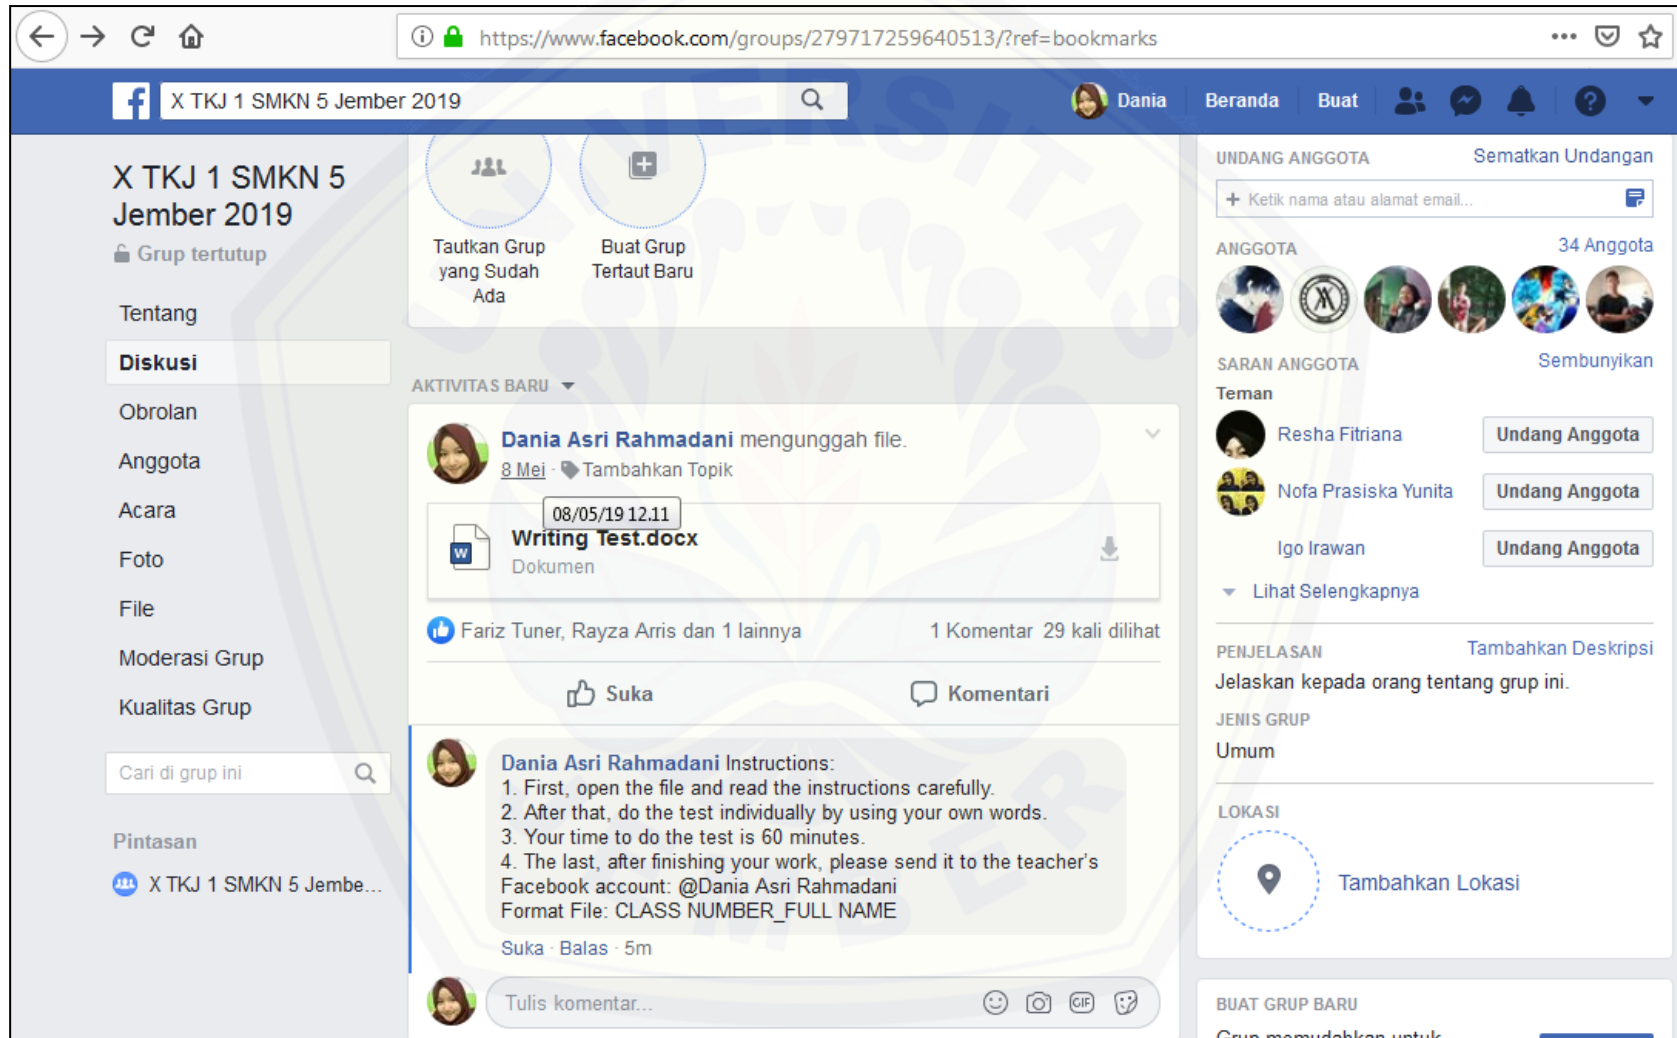 https://www.facebook.com/groups/279717259640513/?ref=bookmarks
X TKJ 1 SMKN 5 Jember 2019
Dania
Beranda
Buat
X TKJ 1 SMKN 5
Jember 2019
Grup tertutup
Tentang
Diskusi
Obrolan
Anggota
Acara
Foto
File
Moderasi Grup
Kualitas Grup
Cari di grup ini
Pintasan
X TKJ 1 SMKN 5 Jembe...
Tautkan Grup
yang Sudah
Ada
Buat Grup
Tertaut Baru
AKTIVITAS BARU
Dania Asri Rahmadani mengunggah file.
8 Mei · Tambahkan Topik
08/05/19 12.11
Writing Test.docx
Dokumen
Fariz Tuner, Rayza Arris dan 1 lainnya
1 Komentar 29 kali dilihat
Suka
Komentari
Dania Asri Rahmadani Instructions:
1. First, open the file and read the instructions carefully.
2. After that, do the test individually by using your own words.
3. Your time to do the test is 60 minutes.
4. The last, after finishing your work, please send it to the teacher's
Facebook account: @Dania Asri Rahmadani
Format File: CLASS NUMBER_FULL NAME
Suka · Balas · 5m
Tulis komentar...
GIF
UNDANG ANGGOTA
Sematkan Undangan
+ Ketik nama atau alamat email...
ANGGOTA
34 Anggota
SARAN ANGGOTA
Sembunyikan
Teman
Resha Fitriana
Undang Anggota
Nofa Prasiska Yunita
Undang Anggota
Igo Irawan
Undang Anggota
Lihat Selengkapnya
PENJELASAN
Tambahkan Deskripsi
Jelaskan kepada orang tentang grup ini.
JENIS GRUP
Umum
LOKASI
Tambahkan Lokasi
BUAT GRUP BARU
Grup memudahkan untuk
UNIVERSITAS